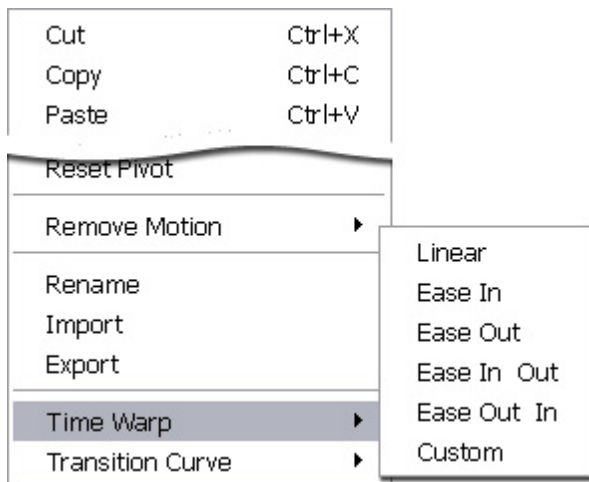 Cut Ctrl+X
Copy Ctrl+C
Paste Ctrl+V
Reset Pivot
Remove Motion
Rename
Import
Export
Time Warp
Transition Curve
Linear
Ease In
Ease Out
Ease In Out
Ease Out In
Custom